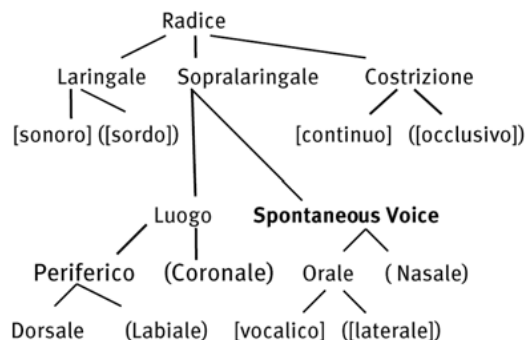 Radice
Laringale Sopralaringale Costrizione
[sonoro] ([sordo]) [continuo] ([occlusivo])
Luogo Spontaneous Voice
Periferico (Coronale) Orale ( Nasale)
Dorsale (Labiale) [vocalico] ([laterale])